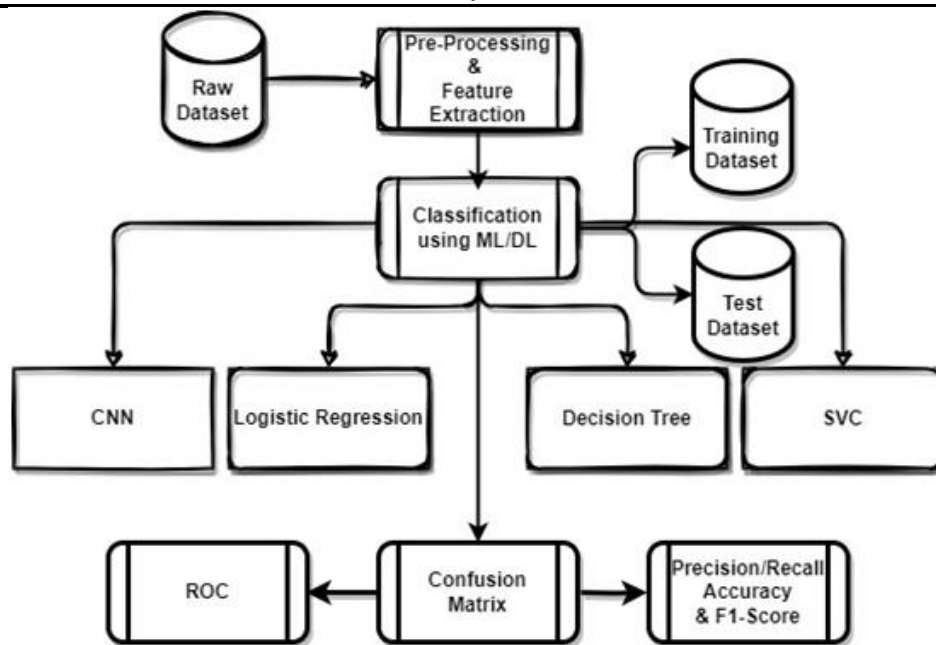 Raw
Dataset
Pre-Processing
&
Feature
Extraction
Training
Dataset
Classification
using ML/DL
Test
Dataset
CNN
Logistic Regression
Decision Tree
SVC
ROC
Confusion
Matrix
Precision/Recall
Accuracy
& F1-Score